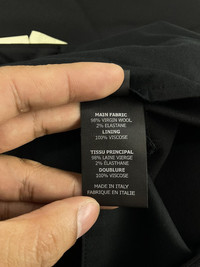 MAIN FABRIC
98% VIRGIN WOOL
2% ELASTANE
LINING
100% VISCOSE
TISSU PRINCIPAL
98% LAINE VIERGE
2% ÉLASTHANE
DOUBLURE
100% VISCOSE
MADE IN ITALY
FABRIQUÉ EN ITALIE